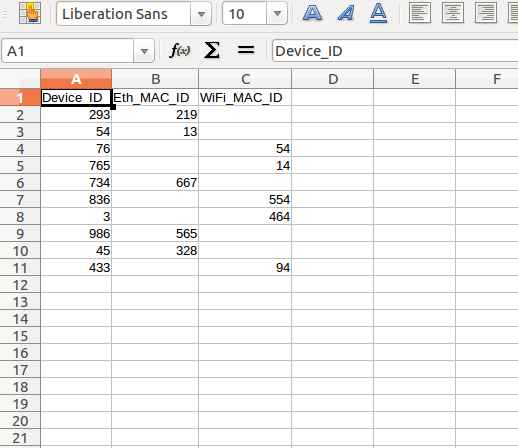 Liberation Sans 10
A1 f(x) Σ = Device_ID
A B C D E F
1 Device_ID Eth_MAC_ID WiFi_MAC_ID
2 293 219
3 54 13
4 76 54
5 765 14
6 734 667
7 836 554
8 3 464
9 986 565
10 45 328
11 433 94
12
13
14
15
16
17
18
19
20
21